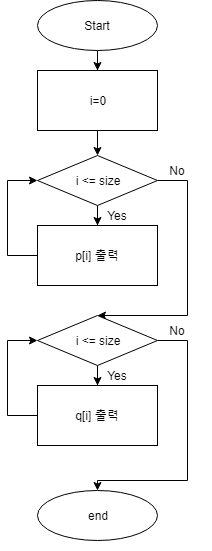 Start
i=0
i <= size
No
Yes
p[i] 출력
i <= size
No
Yes
q[i] 출력
end